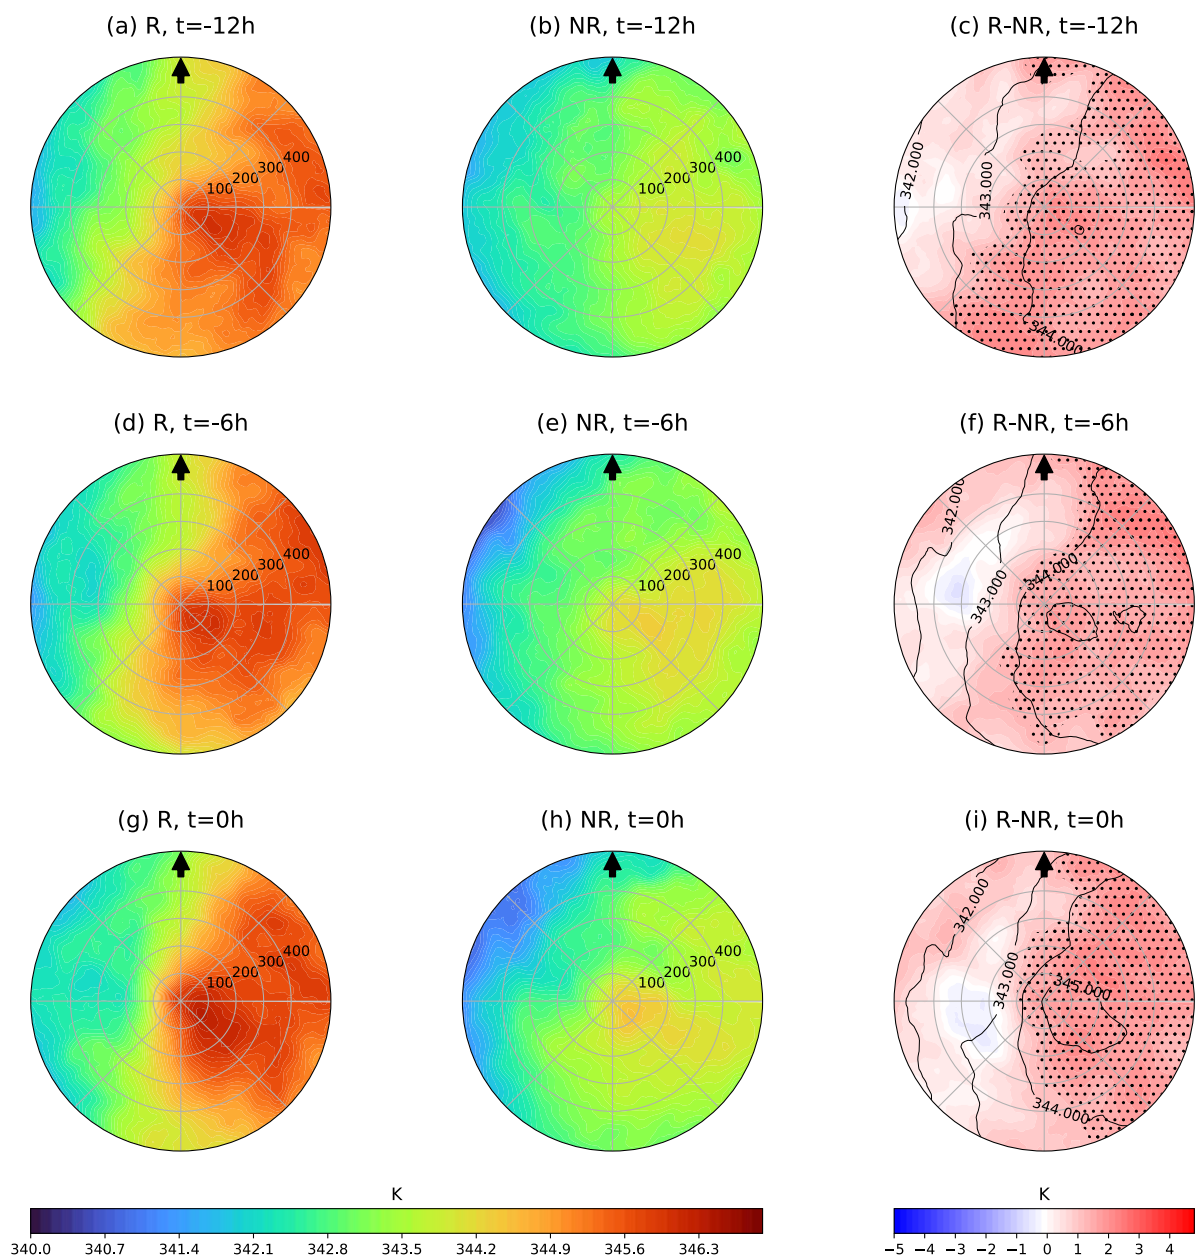 (a) R, t=-12h
(b) NR, t=-12h
(c) R-NR, t=-12h
100 200 300 400
342.000
343.000
344.000
(d) R, t=-6h
(e) NR, t=-6h
(f) R-NR, t=-6h
100 200 300 400
100 200 300 400
342.000
343.000
344.000
(g) R, t=0h
(h) NR, t=0h
(i) R-NR, t=0h
100 200 300 400
100 200 300 400
342.000
343.000
345.000
344.000
K
340.0 340.7 341.4 342.1 342.8 343.5 344.2 344.9 345.6 346.3
K
−5 −4 −3 −2 −1 0 1 2 3 4